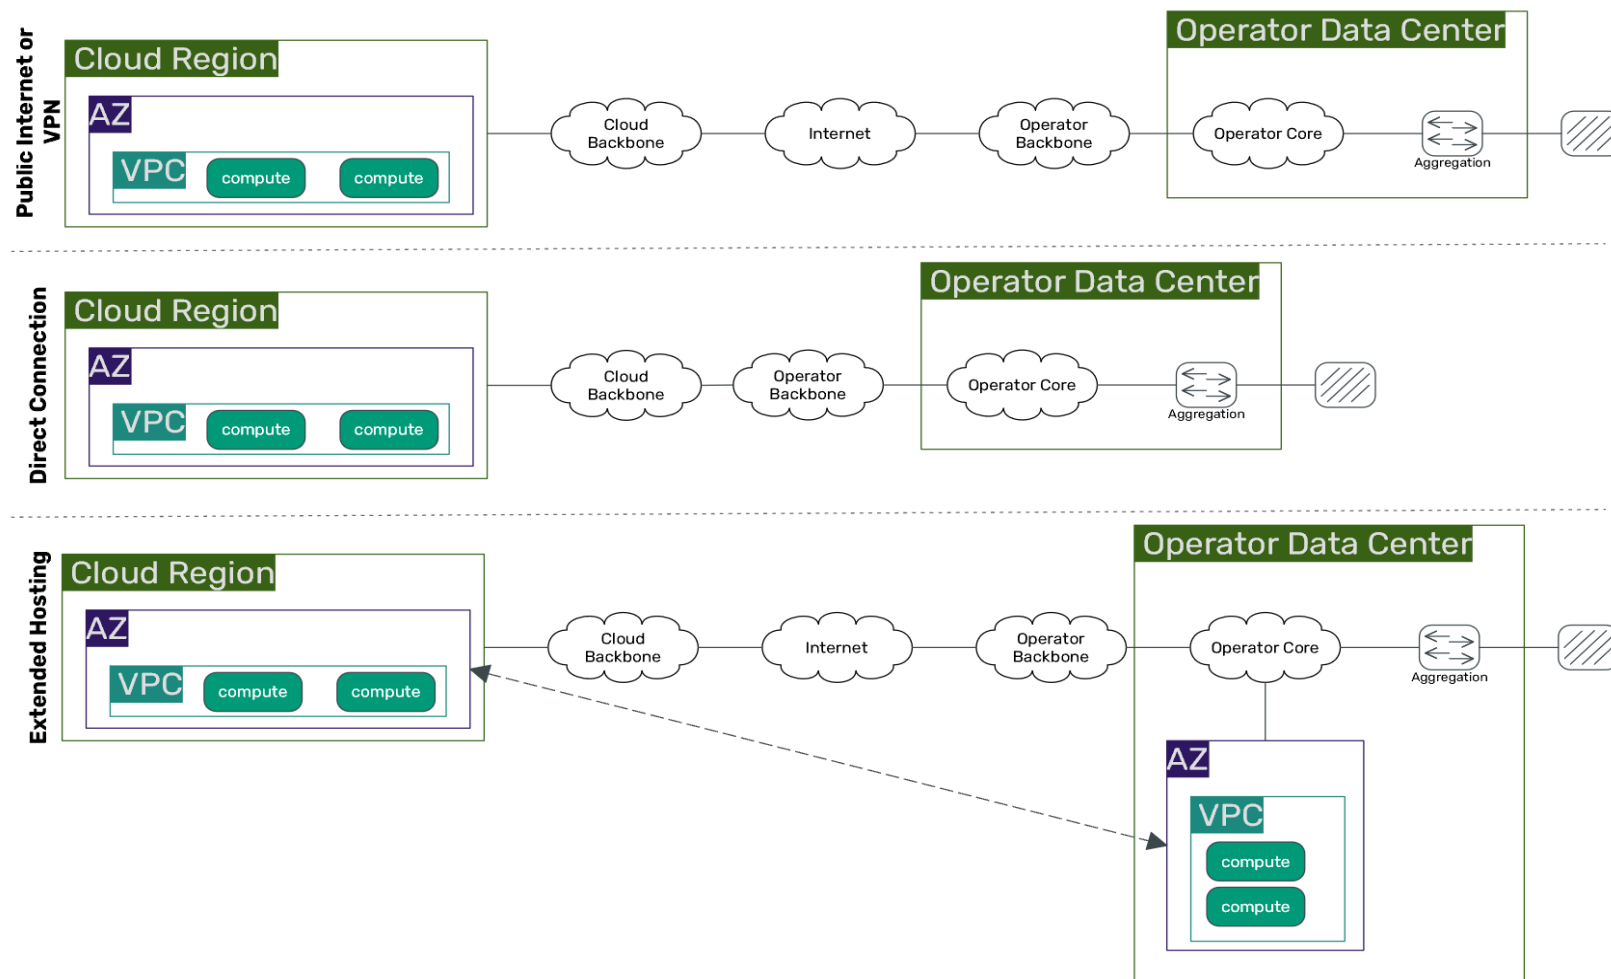 Public Internet or
VPN
Cloud Region
AZ
VPC
compute
compute
Cloud
Backbone
Internet
Operator
Backbone
Operator Data Center
Operator Core
Aggregation
Direct Connection
Cloud Region
AZ
VPC
compute
compute
Cloud
Backbone
Operator
Backbone
Operator Data Center
Operator Core
Aggregation
Extended Hosting
Cloud Region
AZ
VPC
compute
compute
Cloud
Backbone
Internet
Operator
Backbone
Operator Data Center
Operator Core
Aggregation
AZ
VPC
compute
compute